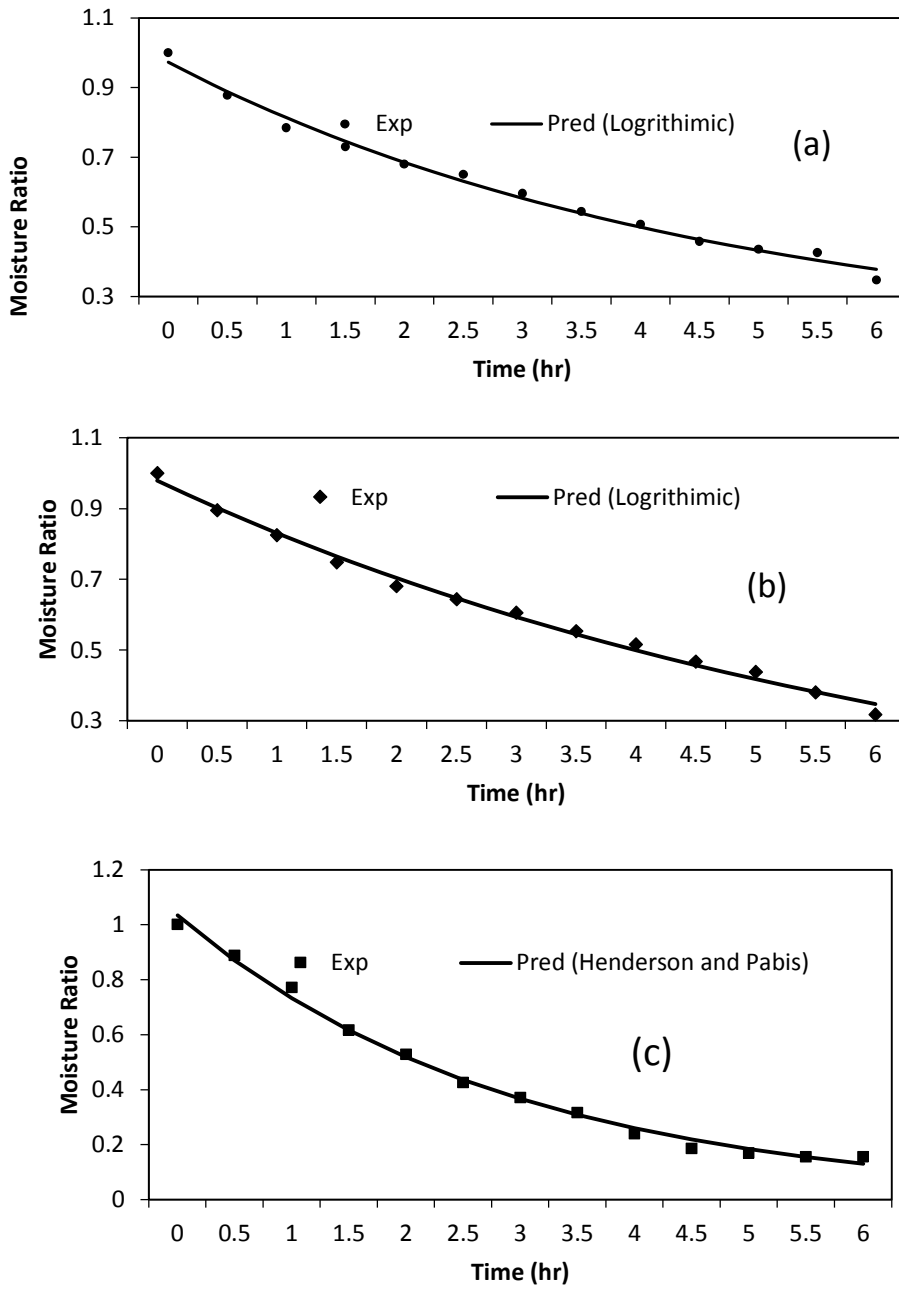 1.1
0.9
0.7
0.5
0.3
Moisture Ratio
Exp
Pred (Logrithimic)
(a)
0 0.5 1 1.5 2 2.5 3 3.5 4 4.5 5 5.5 6
Time (hr)
1.1
0.9
0.7
0.5
0.3
Moisture Ratio
Exp
Pred (Logrithimic)
(b)
0 0.5 1 1.5 2 2.5 3 3.5 4 4.5 5 5.5 6
Time (hr)
1.2
1
0.8
0.6
0.4
0.2
0
Moisture Ratio
Exp
Pred (Henderson and Pabis)
(c)
0 0.5 1 1.5 2 2.5 3 3.5 4 4.5 5 5.5 6
Time (hr)